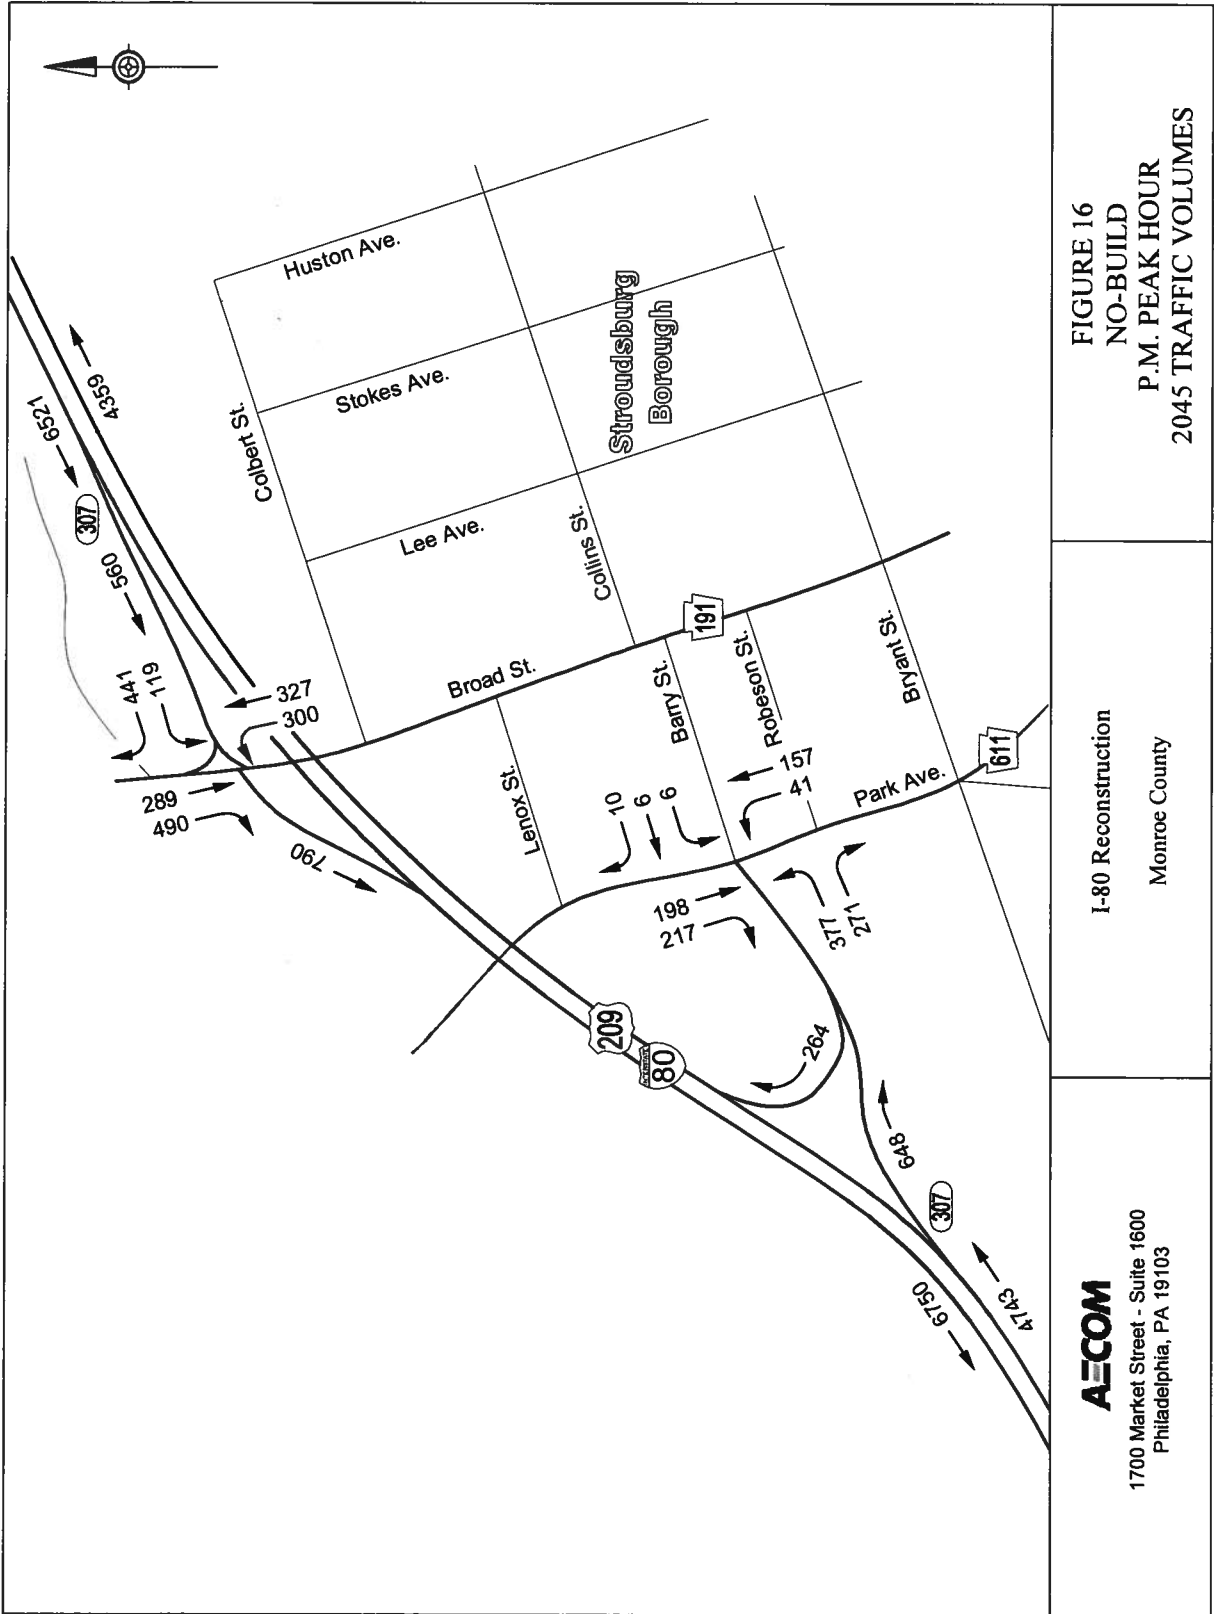 6521
307
4359
560
441
119
327
300
289
490
790
Colbert St.
Huston Ave.
Stokes Ave.
Lee Ave.
Collins St.
Stroudsburg
Borough
Broad St.
191
Lenox St.
Barry St.
Robeson St.
Bryant St.
Park Ave.
611
10
6
6
157
41
198
217
377
271
209
INTERSTATE
80
264
648
307
6750
4743
AECOM
1700 Market Street - Suite 1600
Philadelphia, PA 19103
I-80 Reconstruction
Monroe County
FIGURE 16
NO-BUILD
P.M. PEAK HOUR
2045 TRAFFIC VOLUMES